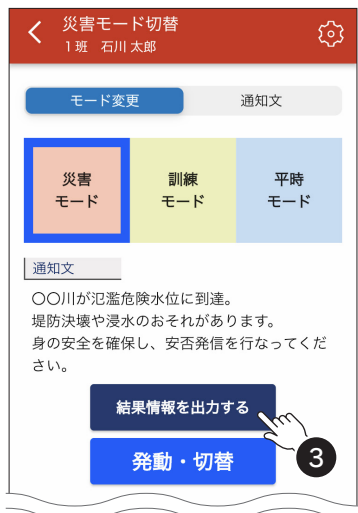 災害モード切替
1班 石川 太郎
モード変更
通知文
災害
モード
訓練
モード
平時
モード
通知文
〇〇川が氾濫危険水位に到達。
堤防決壊や浸水のおそれがあります。
身の安全を確保し、安否発信を行なってくだ
さい。
結果情報を出力する
3
発動・切替